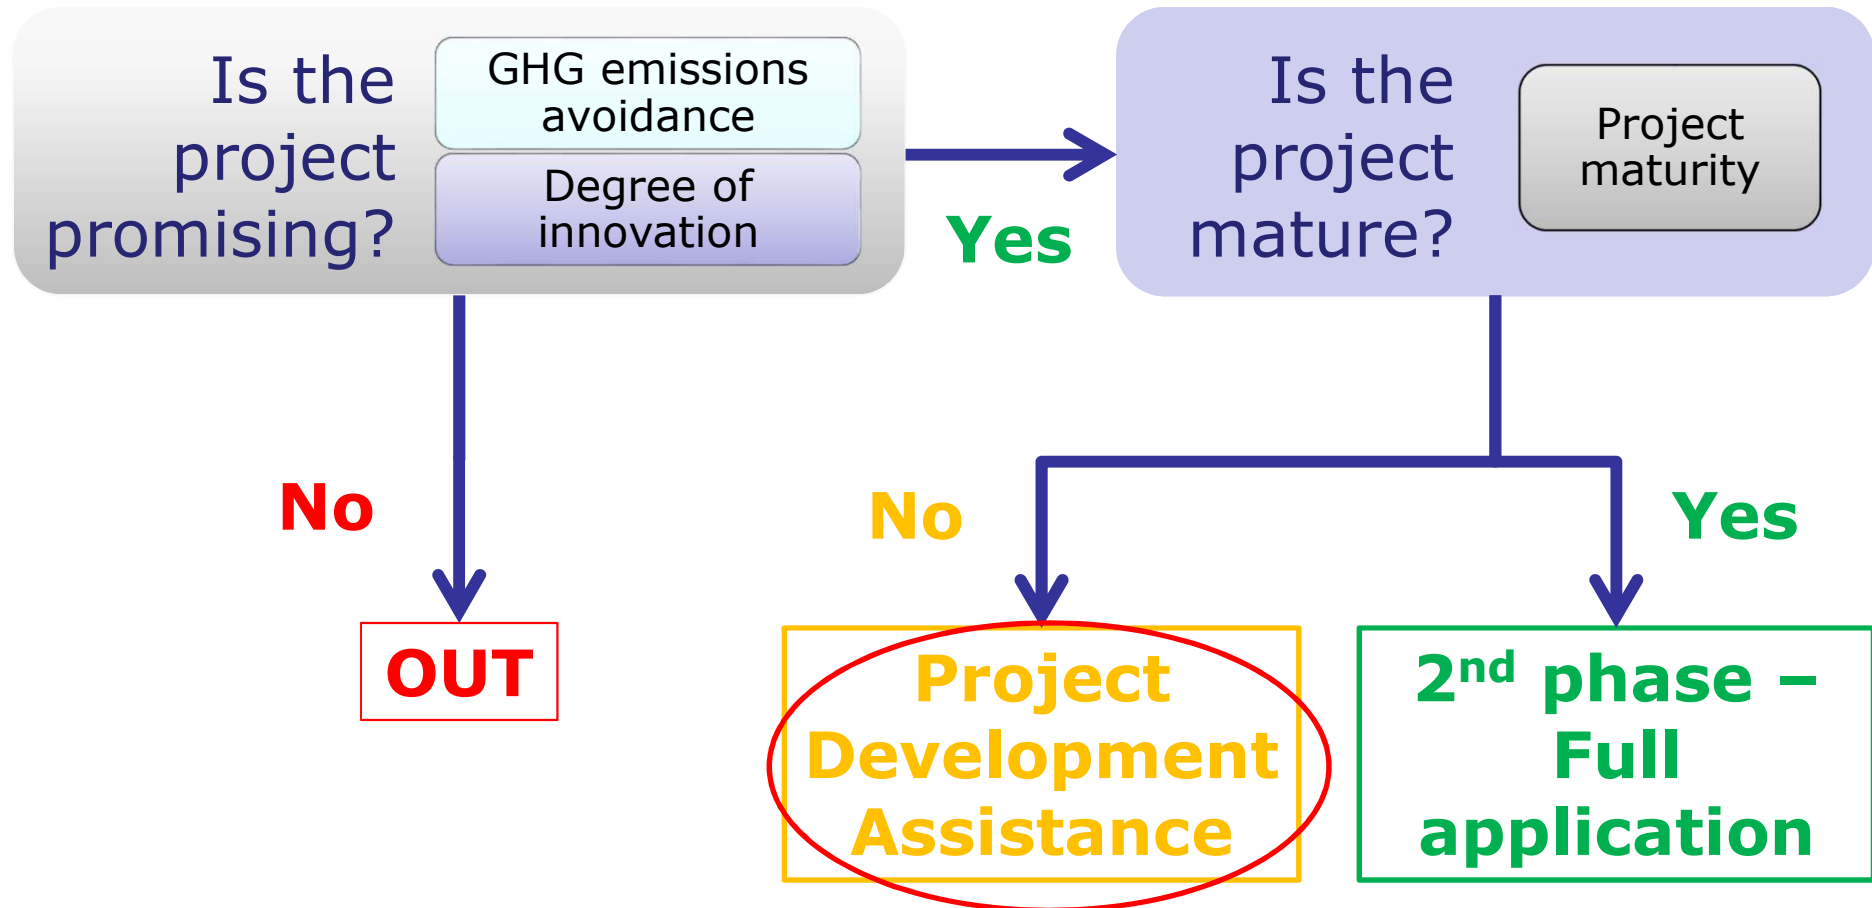 Is the
project
promising?
GHG emissions
avoidance
Degree of
innovation
Yes
Is the
project
mature?
Project
maturity
No
No
Yes
OUT
Project
Development
Assistance
2nd phase –
Full
application